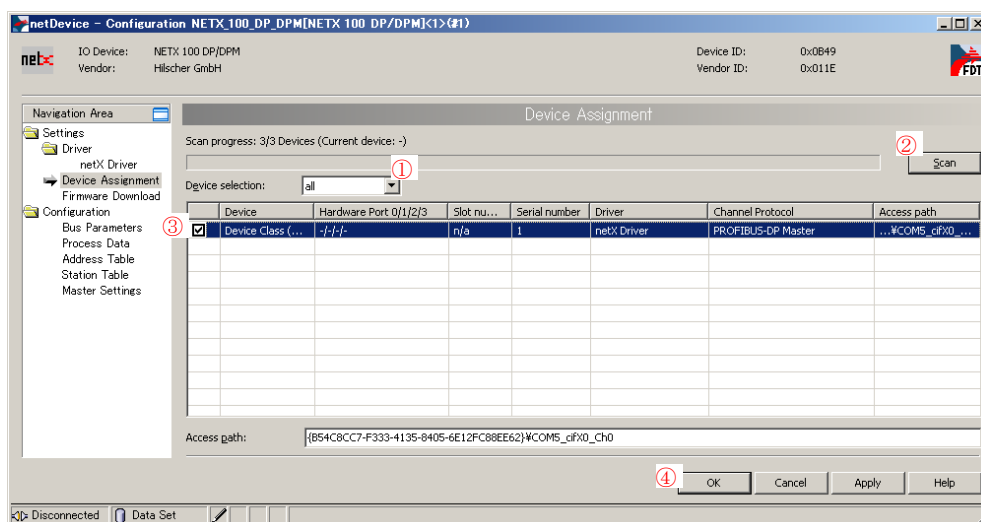 netDevice - Configuration NETX_100_DP_DPM[NETX 100 DP/DPM]<1>(#1)
netx
IO Device: NETX 100 DP/DPM Device ID: 0x0B49
Vendor: Hilscher GmbH Vendor ID: 0x011E
FDT
Navigation Area
Settings
Driver
netX Driver
Device Assignment
Firmware Download
Configuration
Bus Parameters
Process Data
Address Table
Station Table
Master Settings
Device Assignment
Scan progress: 3/3 Devices (Current device: -)
① ②
Scan
Device selection: all
Device Hardware Port 0/1/2/3 Slot nu... Serial number Driver Channel Protocol Access path
③ Device Class (... -/-/-/- n/a 1 netX Driver PROFIBUS-DP Master ...¥COM5_cifX0_...
Access path: {B54C8CC7-F333-4135-8405-6E12FC88EE62}¥COM5_cifX0_Ch0
④ OK Cancel Apply Help
Disconnected Data Set